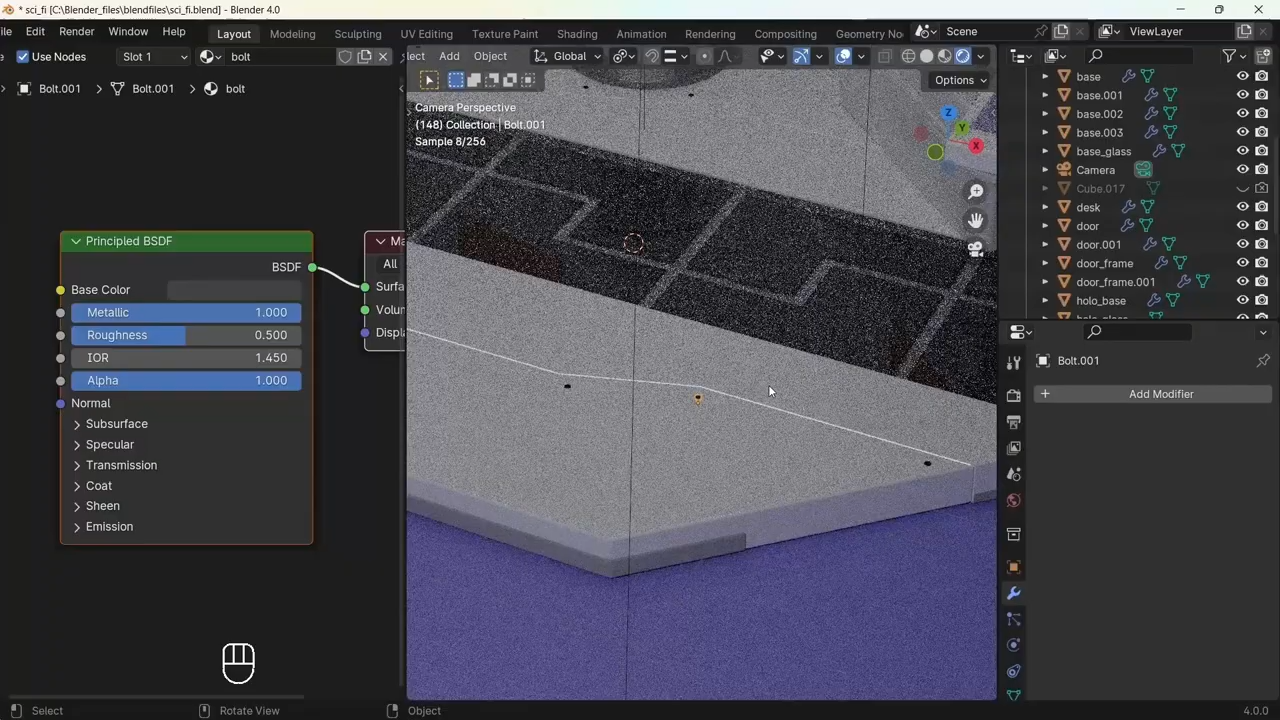 * sci_fi [C:\Blender_files\blendfiles\sci_fi.blend] - Blender 4.0
le Edit Render Window Help Layout Modeling Sculpting UV Editing Texture Paint Shading Animation Rendering Compositing Geometry No Scene ViewLayer
Use Nodes Slot 1 bolt lect Add Object Global
Options
Bolt.001 Bolt.001 bolt
Camera Perspective
(148) Collection | Bolt.001
Sample 8/256
Z
Y
X
base
base.001
base.002
base.003
base_glass
Camera
Cube.017
desk
door
door.001
door_frame
door_frame.001
holo_base
Principled BSDF
BSDF
Base Color
Metallic 1.000
Roughness 0.500
IOR 1.450
Alpha 1.000
Normal
Subsurface
Specular
Transmission
Coat
Sheen
Emission
Ma
All
Surfa
Volun
Displ
Bolt.001
+ Add Modifier
Select Rotate View Object 4.0.0